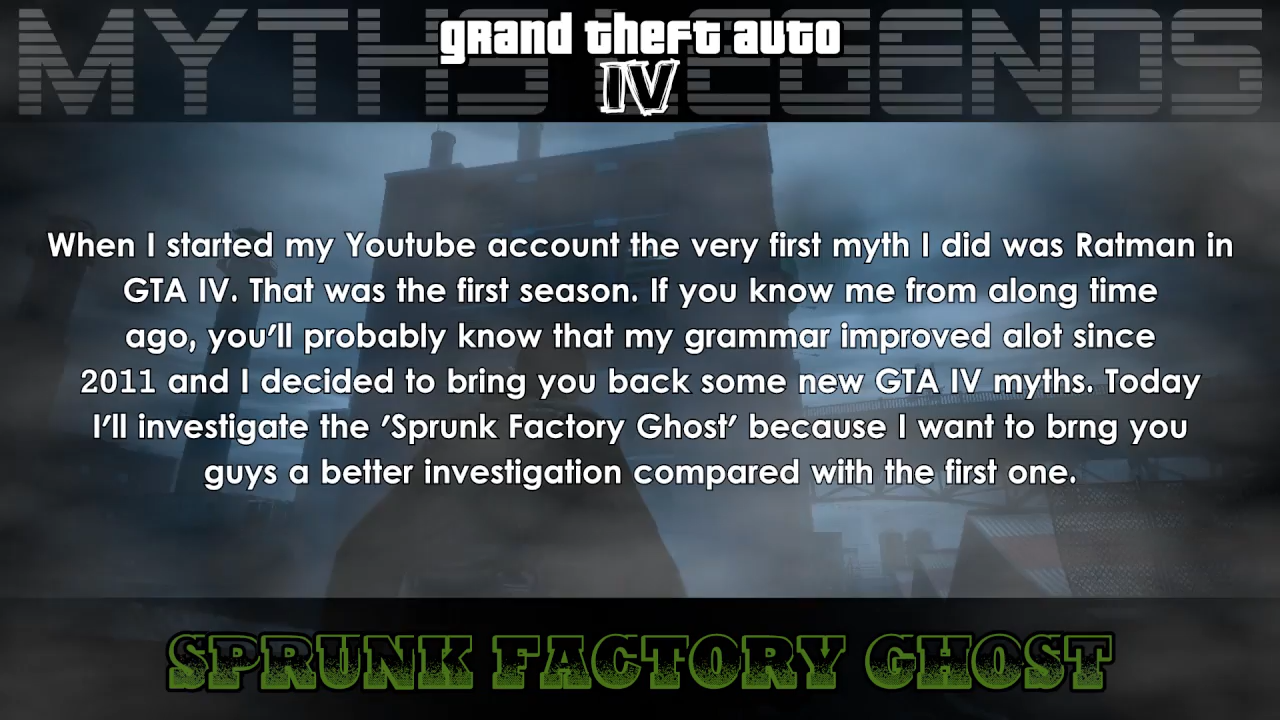 MYTHS LEGENDS
grand theft auto
IV
When I started my Youtube account the very first myth I did was Ratman in
GTA IV. That was the first season. If you know me from along time
ago, you'll probably know that my grammar improved alot since
2011 and I decided to bring you back some new GTA IV myths. Today
I'll investigate the 'Sprunk Factory Ghost' because I want to brng you
guys a better investigation compared with the first one.
SPRUNK FACTORY GHOST